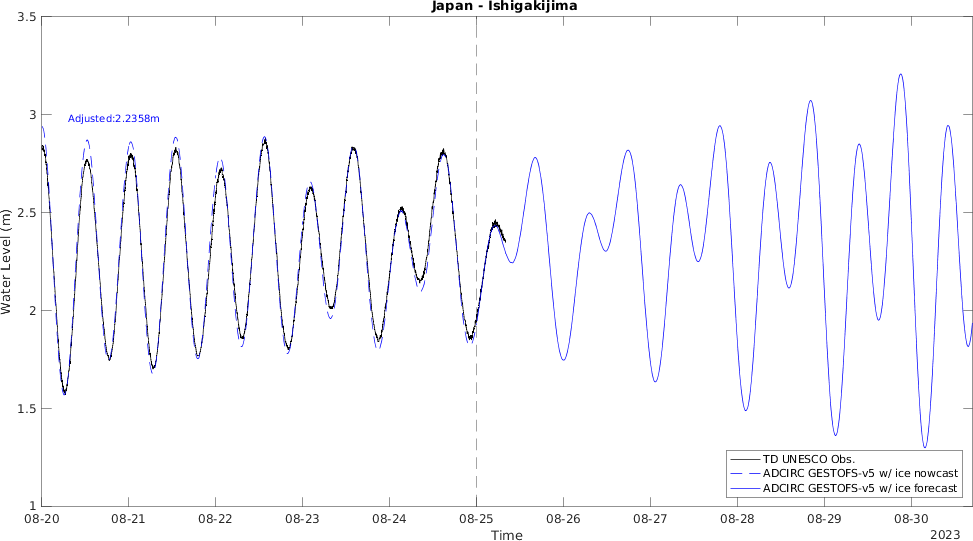 Japan - Ishigakijima
3.5
3
2.5
2
1.5
1
Water Level (m)
Adjusted:2.2358m
TD UNESCO Obs.
ADCIRC GESTOFS-v5 w/ ice nowcast
ADCIRC GESTOFS-v5 w/ ice forecast
08-20 08-21 08-22 08-23 08-24 08-25 08-26 08-27 08-28 08-29 08-30
Time
2023